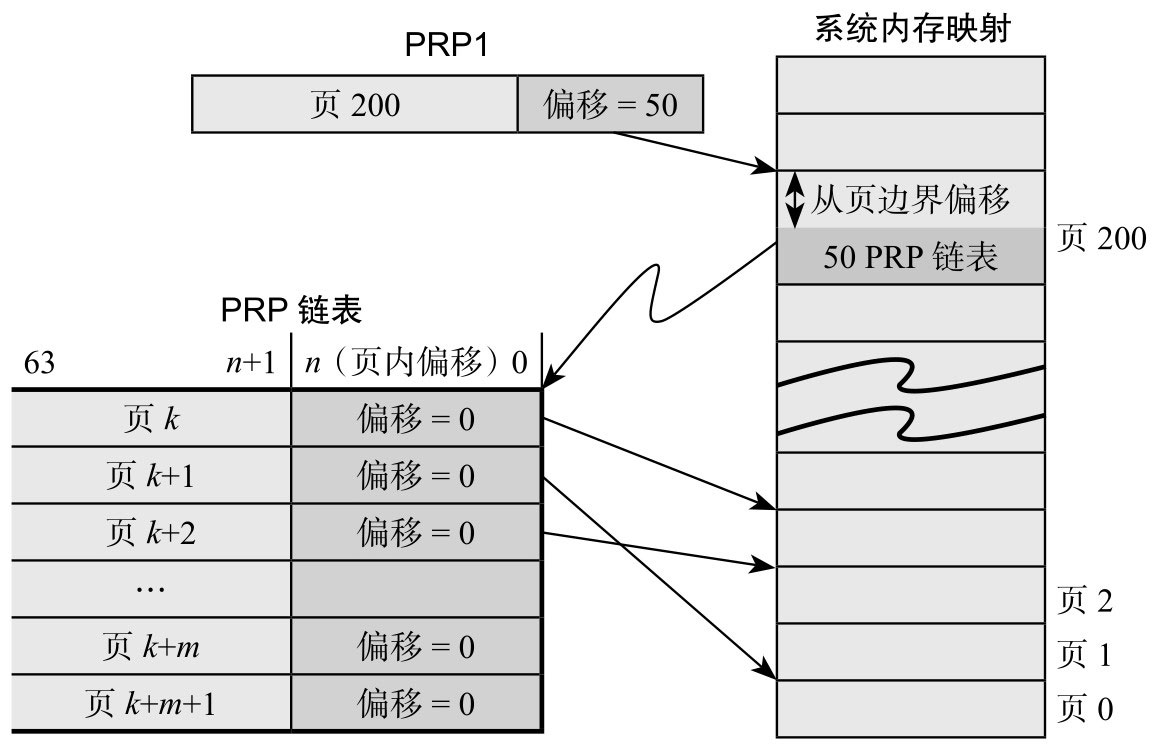 PRP1
页 200 偏移 = 50
系统内存映射
从页边界偏移
50 PRP 链表
页 200
页 2
页 1
页 0
PRP 链表
63 n+1 n（页内偏移）0
页 k 偏移 = 0
页 k+1 偏移 = 0
页 k+2 偏移 = 0
…
页 k+m 偏移 = 0
页 k+m+1 偏移 = 0